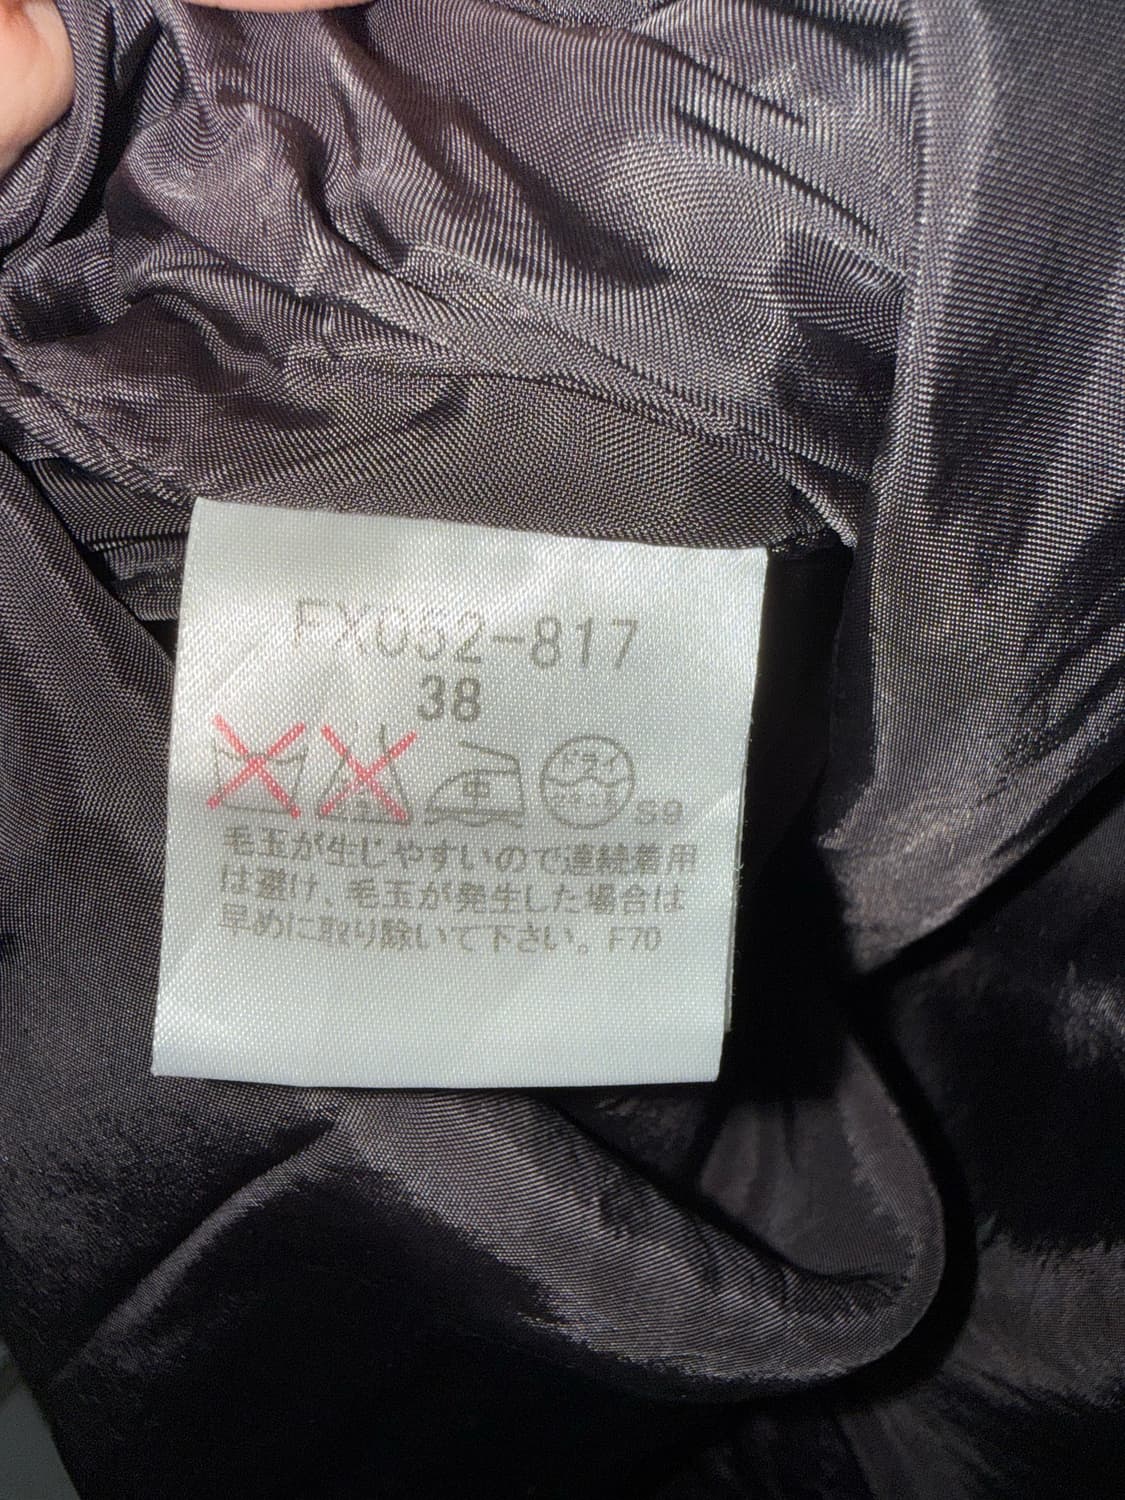 FX052-817
38
中 ドライ S9
毛玉が生じやすいので連続着用
は避け、毛玉が発生した場合は
早めに取り除いて下さい。F70